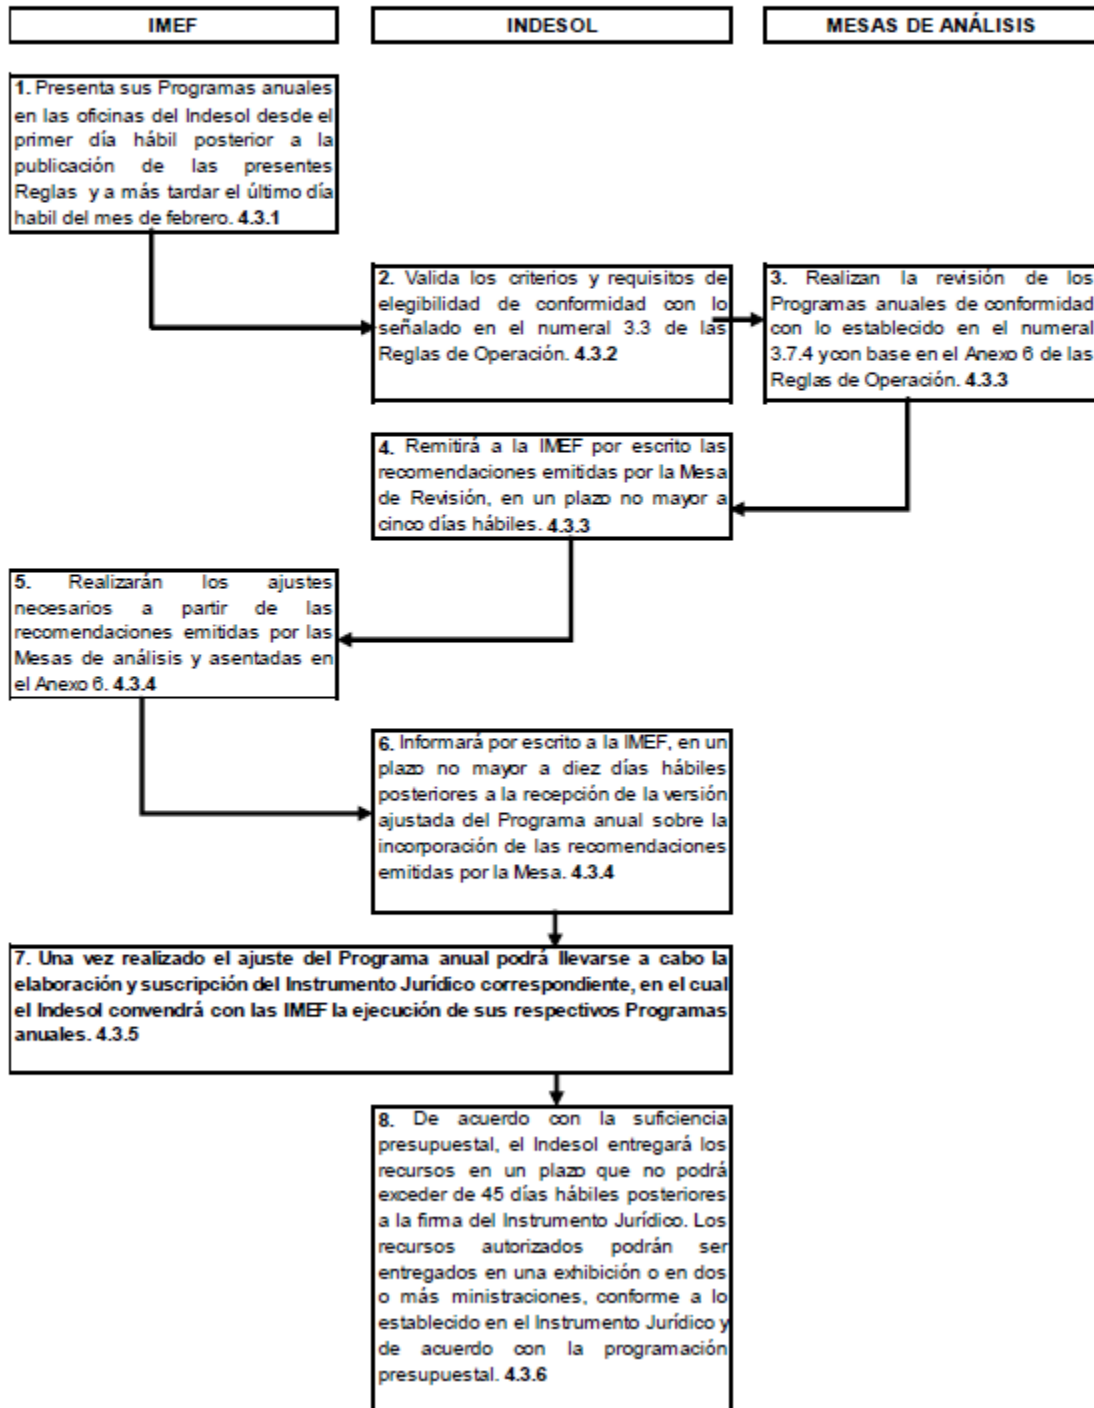 IMEF
INDESOL
MESAS DE ANÁLISIS
1. Presenta sus Programas anuales
en las oficinas del Indesol desde el
primer día hábil posterior a la
publicación de las presentes
Reglas y a más tardar el último día
habil del mes de febrero. 4.3.1
2. Valida los criterios y requisitos de
elegibilidad de conformidad con lo
señalado en el numeral 3.3 de las
Reglas de Operación. 4.3.2
3. Realizan la revisión de los
Programas anuales de conformidad
con lo establecido en el numeral
3.7.4 ycon base en el Anexo 6 de las
Reglas de Operación. 4.3.3
4. Remitirá a la IMEF por escrito las
recomendaciones emitidas por la Mesa
de Revisión, en un plazo no mayor a
cinco días hábiles. 4.3.3
5. Realizarán los ajustes
necesarios a partir de las
recomendaciones emitidas por las
Mesas de análisis y asentadas en
el Anexo 6. 4.3.4
6. Informará por escrito a la IMEF, en un
plazo no mayor a diez días hábiles
posteriores a la recepción de la versión
ajustada del Programa anual sobre la
incorporación de las recomendaciones
emitidas por la Mesa. 4.3.4
7. Una vez realizado el ajuste del Programa anual podrá llevarse a cabo la
elaboración y suscripción del Instrumento Jurídico correspondiente, en el cual
el Indesol convendrá con las IMEF la ejecución de sus respectivos Programas
anuales. 4.3.5
8. De acuerdo con la suficiencia
presupuestal, el Indesol entregará los
recursos en un plazo que no podrá
exceder de 45 días hábiles posteriores
a la firma del Instrumento Jurídico. Los
recursos autorizados podrán ser
entregados en una exhibición o en dos
o más ministraciones, conforme a lo
establecido en el Instrumento Jurídico y
de acuerdo con la programación
presupuestal. 4.3.6